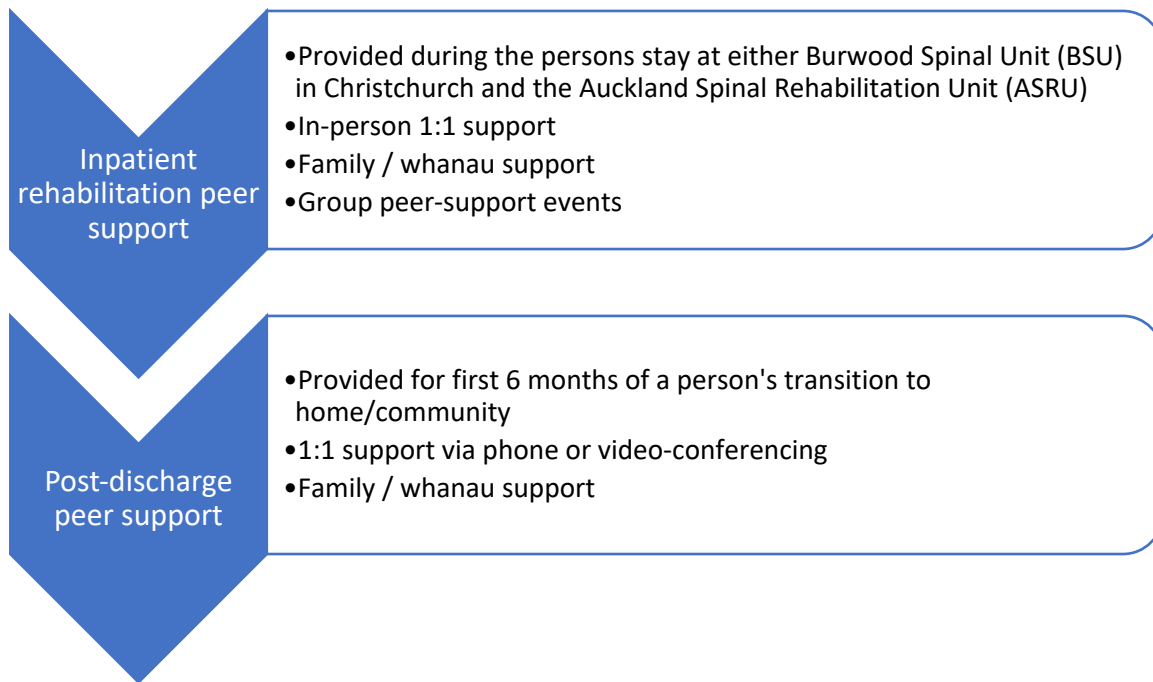 Inpatient
rehabilitation peer
support
•Provided during the persons stay at either Burwood Spinal Unit (BSU)
in Christchurch and the Auckland Spinal Rehabilitation Unit (ASRU)
•In-person 1:1 support
•Family / whanau support
•Group peer-support events
Post-discharge
peer support
•Provided for first 6 months of a person's transition to
home/community
•1:1 support via phone or video-conferencing
•Family / whanau support